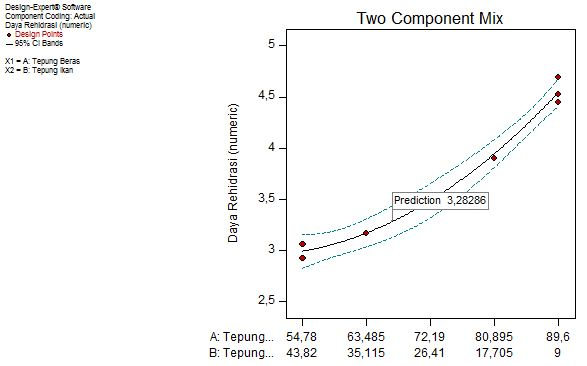 Design-Expert® Software
Component Coding: Actual
Daya Rehidrasi (numeric)
Design Points
95% CI Bands
X1 = A: Tepung Beras
X2 = B: Tepung Ikan
Two Component Mix
Daya Rehidrasi (numeric)
5
4,5
4
3,5
3
2,5
Prediction 3,28286
A: Tepung... 54,78 63,485 72,19 80,895 89,6
B: Tepung... 43,82 35,115 26,41 17,705 9